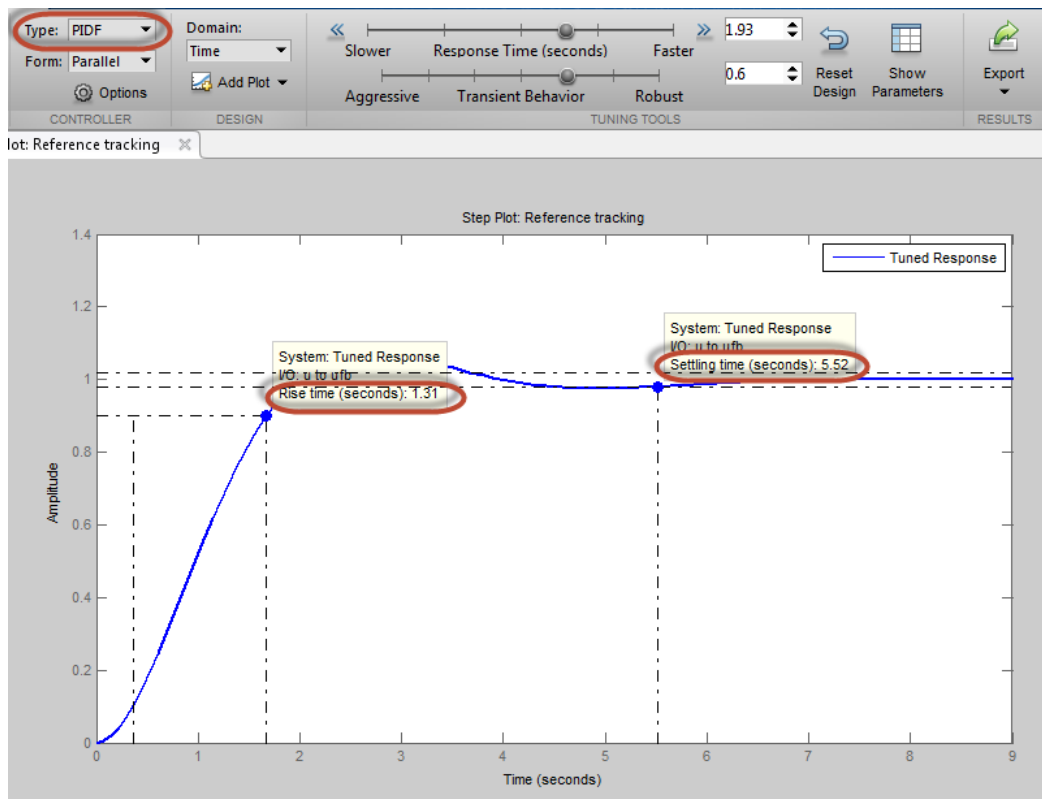 Type: PIDF
Form: Parallel
Options
CONTROLLER
Domain:
Time
Add Plot
DESIGN
Slower Response Time (seconds) Faster
1.93
Aggressive Transient Behavior Robust
0.6
TUNING TOOLS
Reset Design
Show Parameters
Export
RESULTS
lot: Reference tracking
Step Plot: Reference tracking
Tuned Response
System: Tuned Response
I/O: u to ufb
Rise time (seconds): 1.31
System: Tuned Response
I/O: u to ufb
Settling time (seconds): 5.52
Amplitude
1.4
1.2
1
0.8
0.6
0.4
0.2
0
0 1 2 3 4 5 6 7 8 9
Time (seconds)